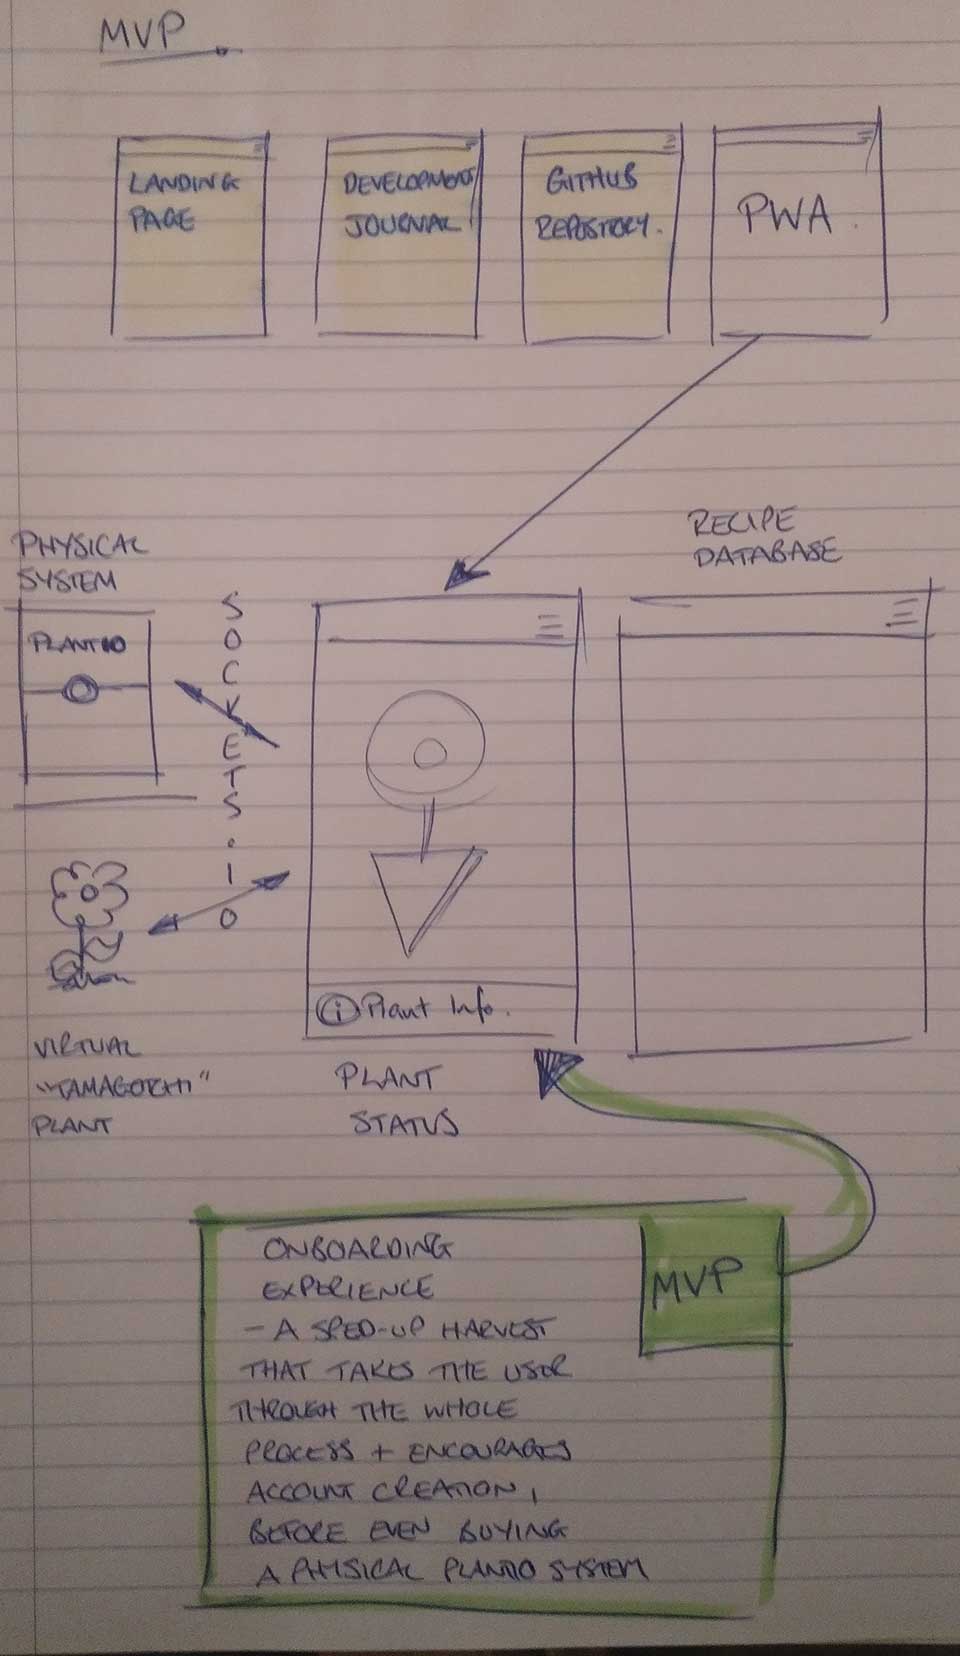 MVP.
LANDING
PAGE
DEVELOPMENT
JOURNAL
GITHUB
REPOSITORY.
PWA.
PHYSICAL
SYSTEM
PLANTIO
SOCKETS.IO
RECIPE
DATABASE
i Plant Info.
VIRTUAL
"TAMAGOTCHI"
PLANT
PLANT
STATUS
MVP
ONBOARDING
EXPERIENCE
- A SPED-UP HARVEST
THAT TAKES THE USER
THROUGH THE WHOLE
PROCESS + ENCOURAGES
ACCOUNT CREATION,
BEFORE EVEN BUYING
A PHYSICAL PLANTIO SYSTEM